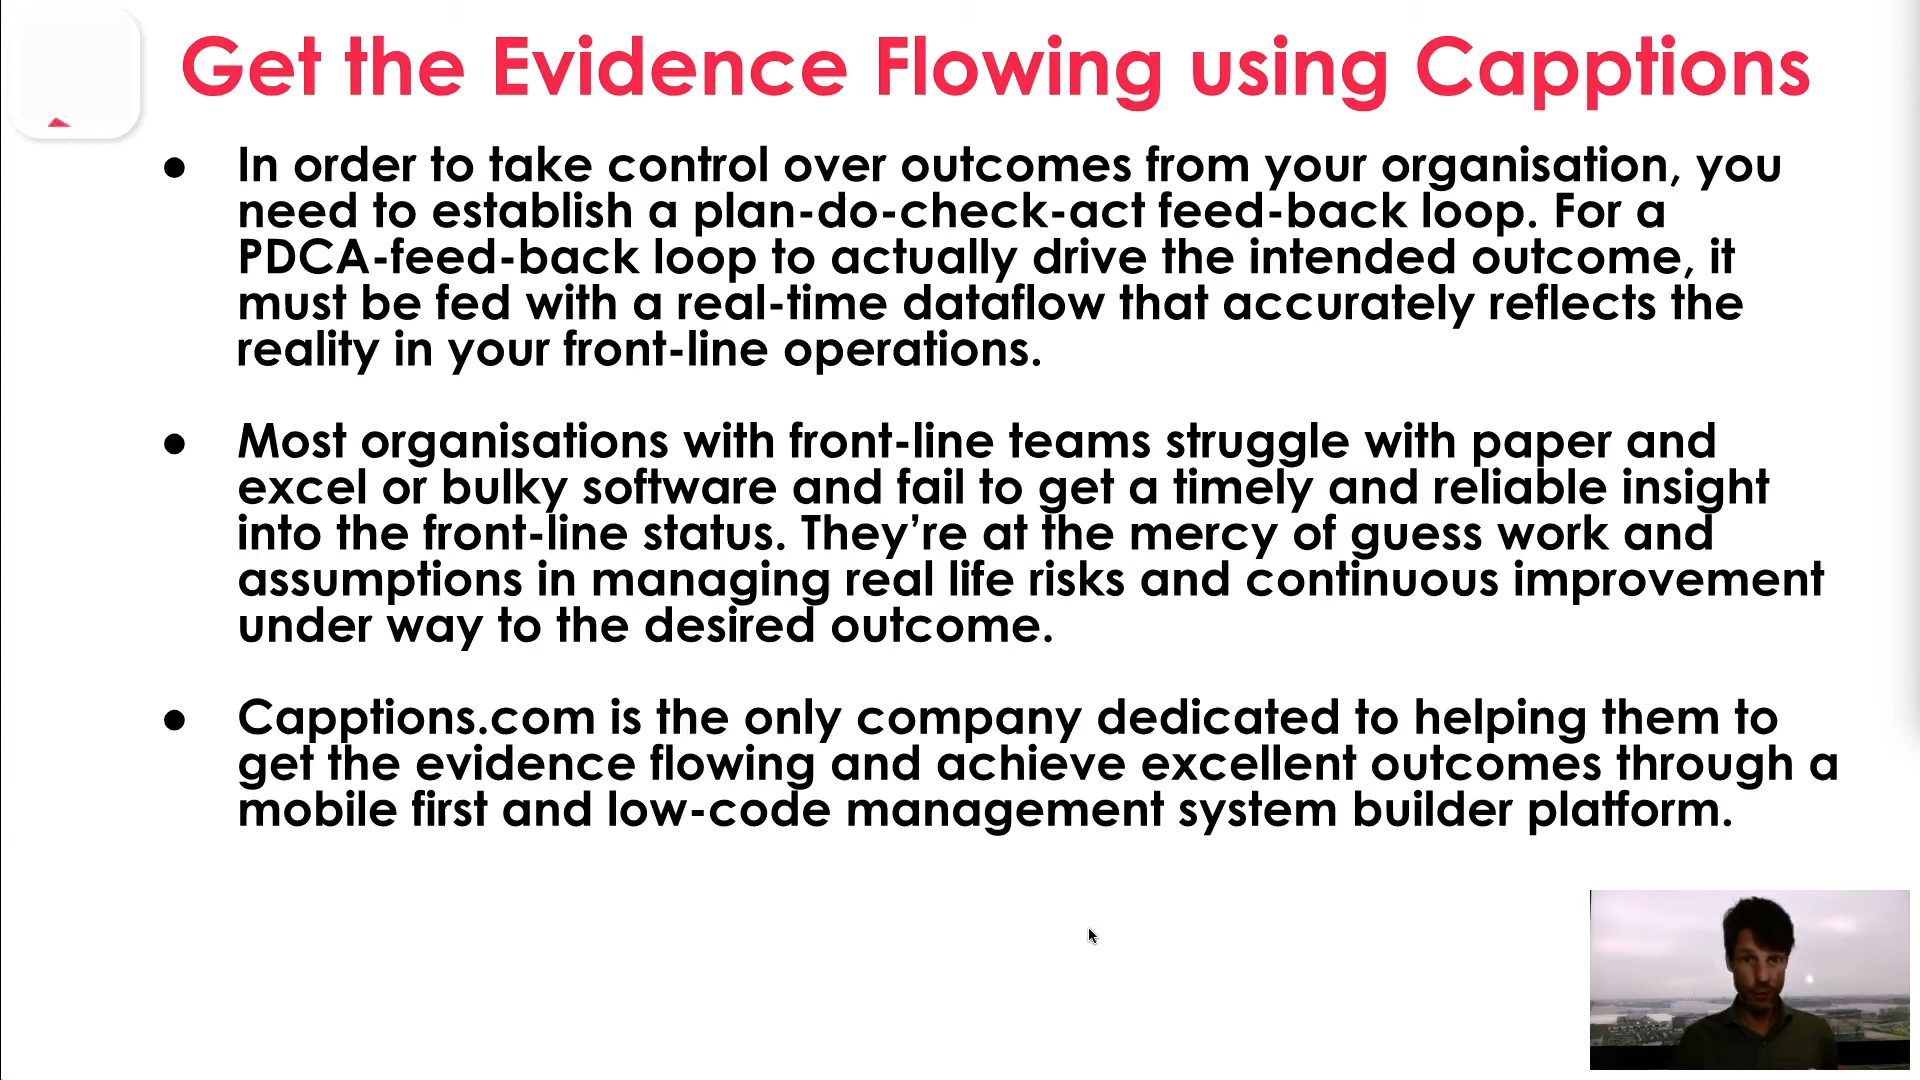 Get the Evidence Flowing using Capptions
● In order to take control over outcomes from your organisation, you
need to establish a plan-do-check-act feed-back loop. For a
PDCA-feed-back loop to actually drive the intended outcome, it
must be fed with a real-time dataflow that accurately reflects the
reality in your front-line operations.
● Most organisations with front-line teams struggle with paper and
excel or bulky software and fail to get a timely and reliable insight
into the front-line status. They’re at the mercy of guess work and
assumptions in managing real life risks and continuous improvement
under way to the desired outcome.
● Capptions.com is the only company dedicated to helping them to
get the evidence flowing and achieve excellent outcomes through a
mobile first and low-code management system builder platform.